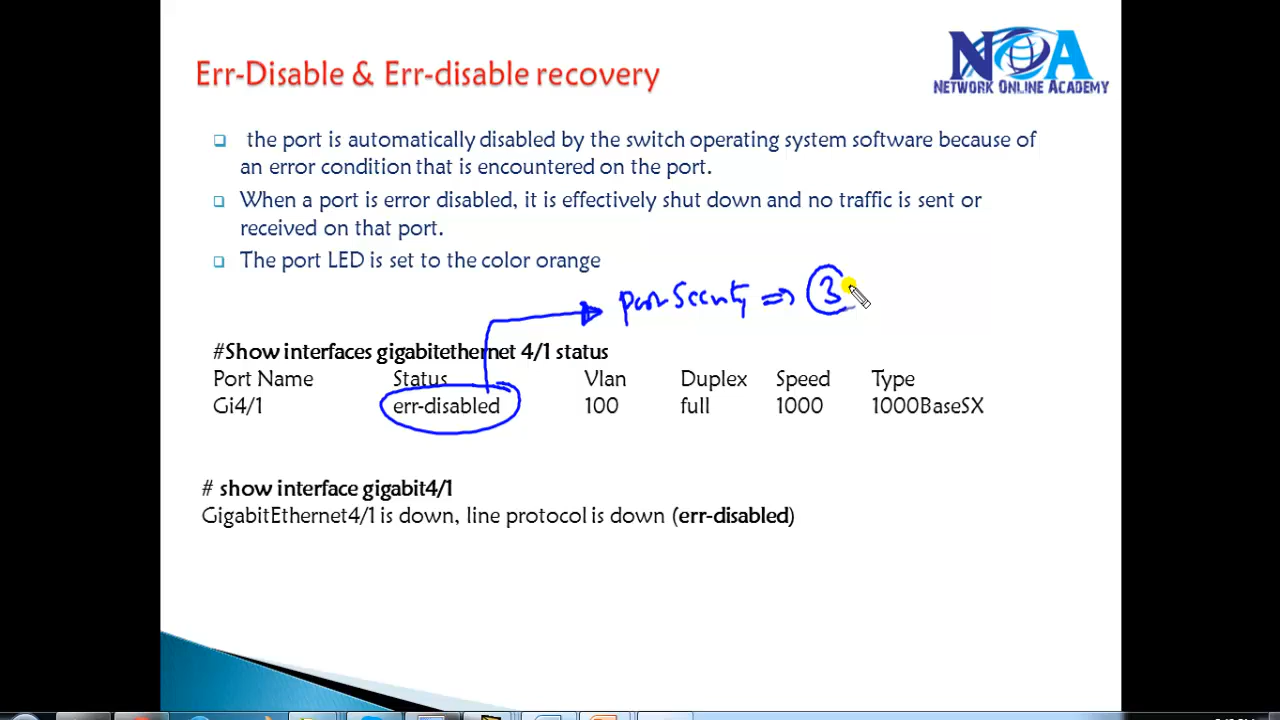 NOA
NETWORK ONLINE ACADEMY
Err-Disable & Err-disable recovery
the port is automatically disabled by the switch operating system software because of
an error condition that is encountered on the port.
When a port is error disabled, it is effectively shut down and no traffic is sent or
received on that port.
The port LED is set to the color orange
port Security ⇒ 3
#Show interfaces gigabitethernet 4/1 status
Port Name Status Vlan Duplex Speed Type
Gi4/1 err-disabled 100 full 1000 1000BaseSX
# show interface gigabit4/1
GigabitEthernet4/1 is down, line protocol is down (err-disabled)